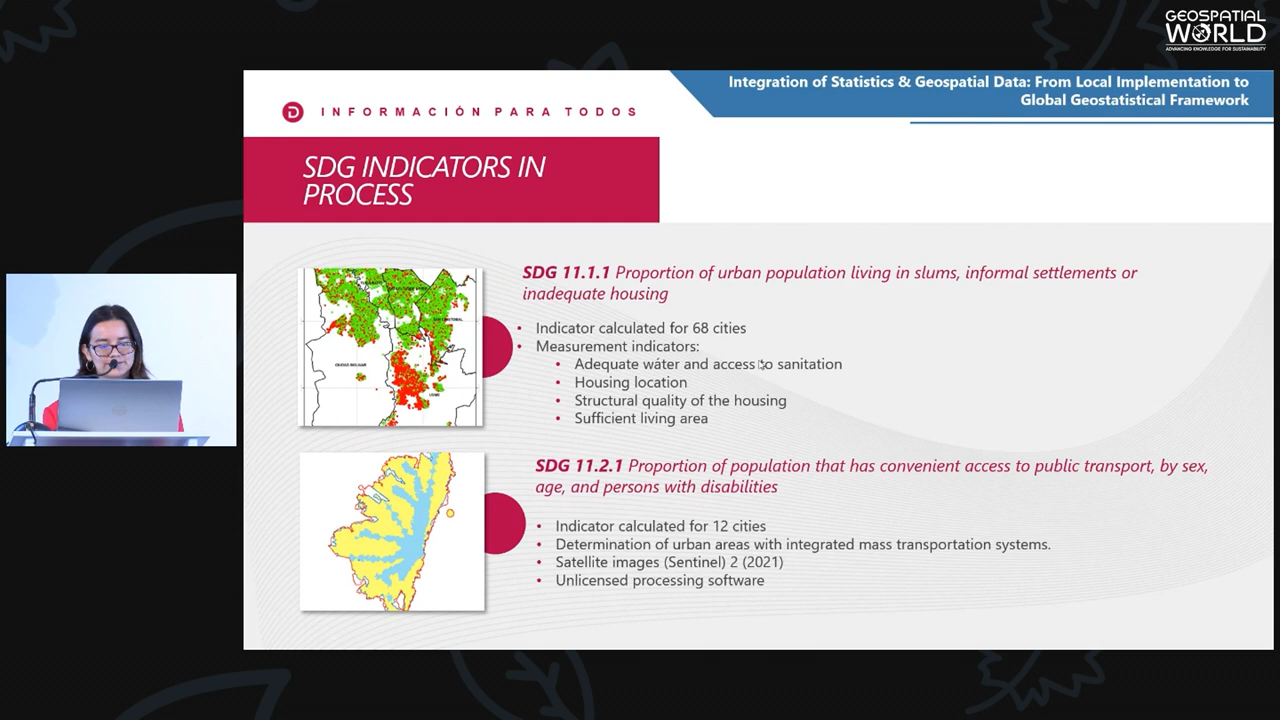 GEOSPATIAL
WORLD
ADVANCING KNOWLEDGE FOR SUSTAINABILITY
Integration of Statistics & Geospatial Data: From Local Implementation to
Global Geostatistical Framework
INFORMACIÓN PARA TODOS
SDG INDICATORS IN
PROCESS
SDG 11.1.1 Proportion of urban population living in slums, informal settlements or
inadequate housing
• Indicator calculated for 68 cities
• Measurement indicators:
• Adequate water and access to sanitation
• Housing location
• Structural quality of the housing
• Sufficient living area
CIUDAD BOLIVAR
USME
SDG 11.2.1 Proportion of population that has convenient access to public transport, by sex,
age, and persons with disabilities
• Indicator calculated for 12 cities
• Determination of urban areas with integrated mass transportation systems.
• Satellite images (Sentinel) 2 (2021)
• Unlicensed processing software